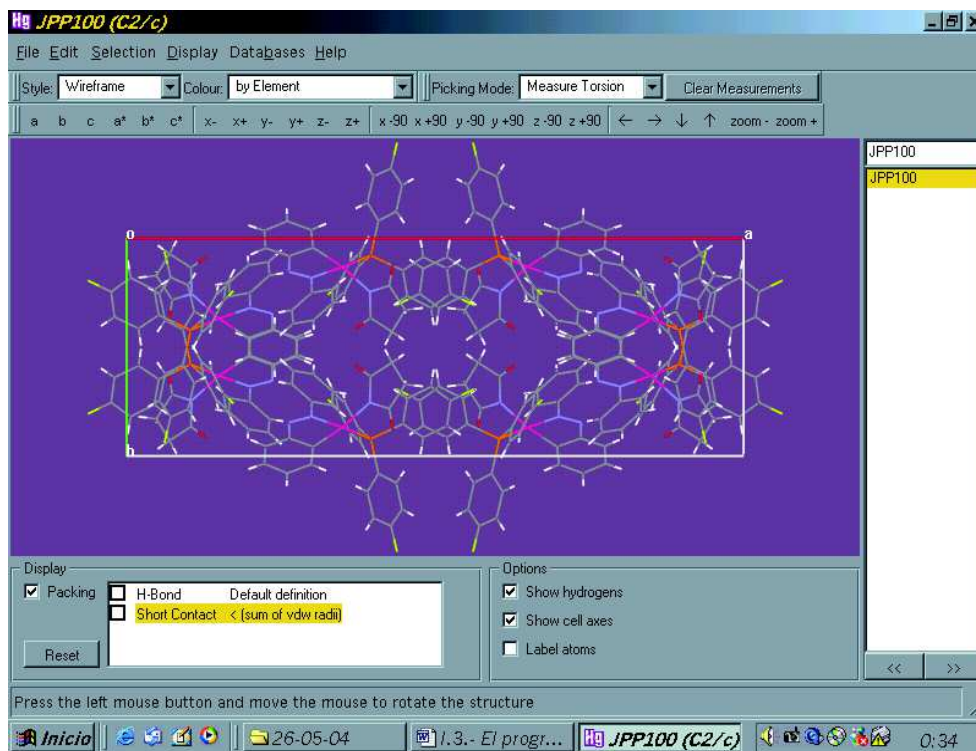 Hg JPP100 (C2/c)
File Edit Selection Display Databases Help
Style: Wireframe Colour: by Element Picking Mode: Measure Torsion Clear Measurements
a b c a* b* c* x- x+ y- y+ z- z+ x-90 x+90 y-90 y+90 z-90 z+90 ← → ↓ ↑ zoom- zoom+
JPP100
JPP100
o a
b
Display
Packing
H-Bond Default definition
Short Contact < (sum of vdw radii)
Reset
Options
Show hydrogens
Show cell axes
Label atoms
<< >>
Press the left mouse button and move the mouse to rotate the structure
Inicio 26-05-04 1.3.- El progr... Hg JPP100 (C2/c) 0:34